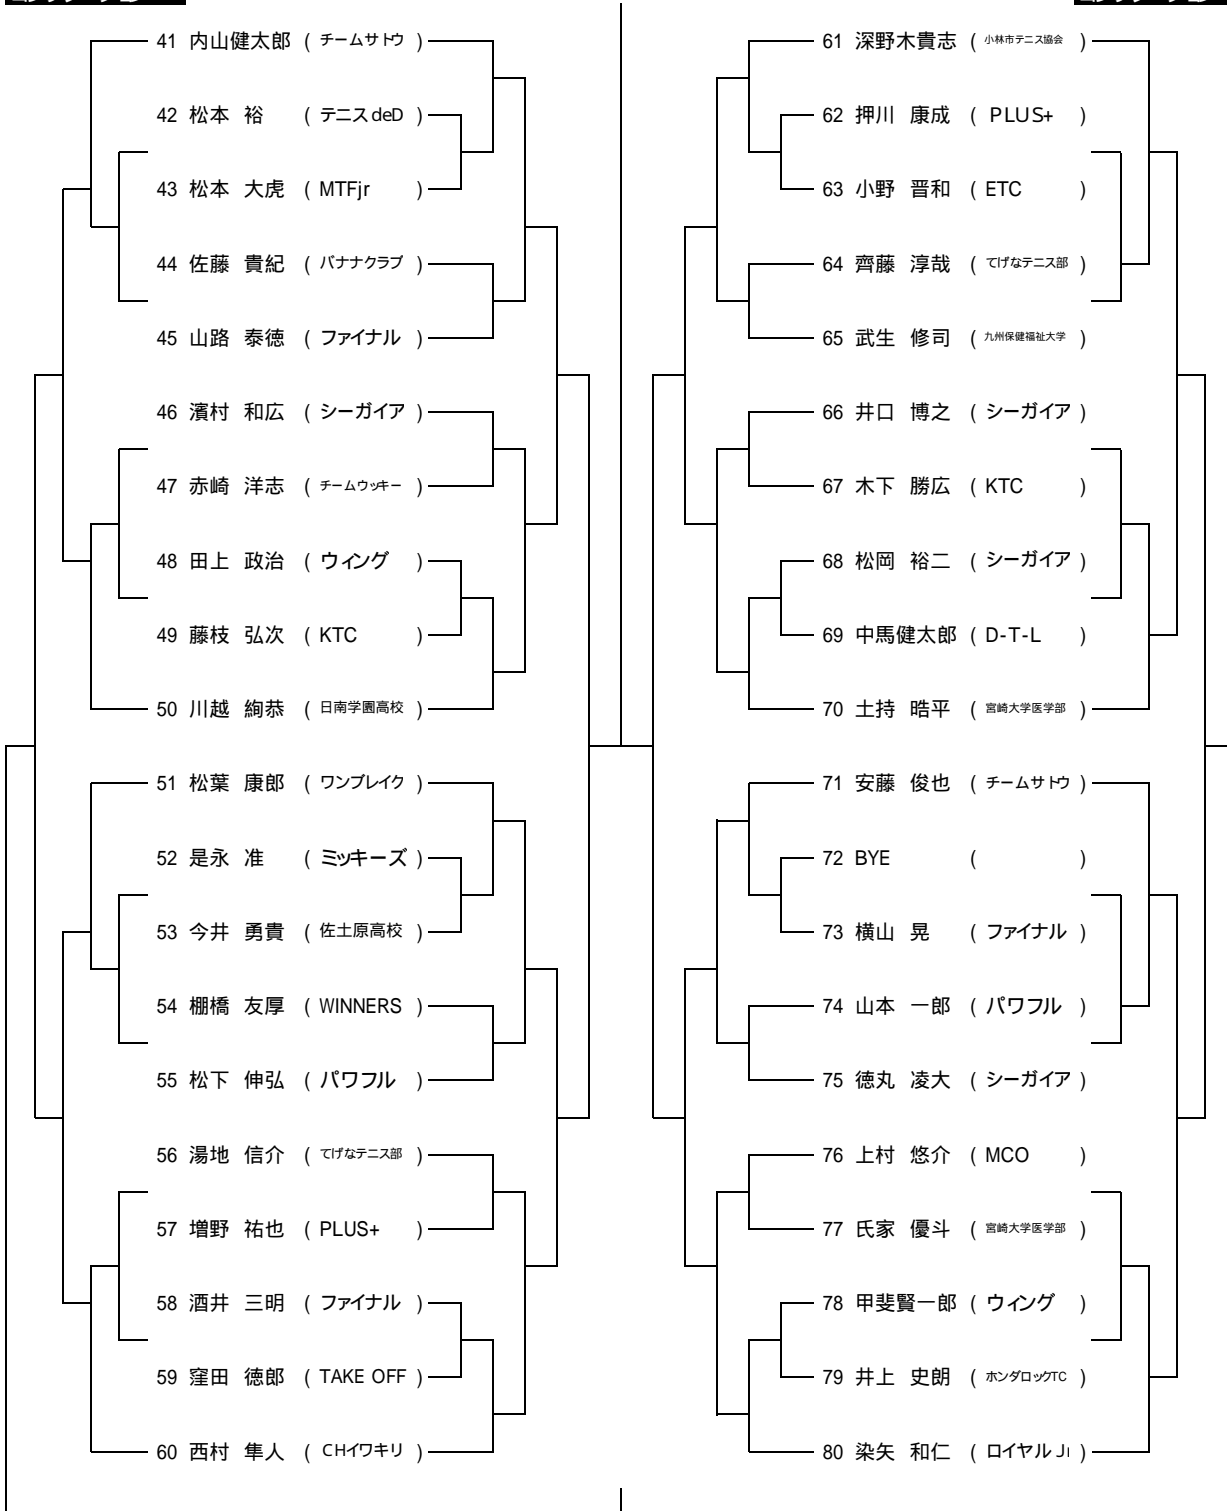 41 内山健太郎 ( チームサトウ )
42 松本 裕 ( テニスdeD )
43 松本 大虎 ( MTFjr )
44 佐藤 貴紀 ( バナナクラブ )
45 山路 泰徳 ( ファイナル )
46 濱村 和広 ( シーガイア )
47 赤崎 洋志 ( チームウッキー )
48 田上 政治 ( ウィング )
49 藤枝 弘次 ( KTC )
50 川越 絢恭 ( 日南学園高校 )
51 松葉 康郎 ( ワンブレイク )
52 是永 准 ( ミッキーズ )
53 今井 勇貴 ( 佐土原高校 )
54 棚橋 友厚 ( WINNERS )
55 松下 伸弘 ( パワフル )
56 湯地 信介 ( てげなテニス部 )
57 増野 祐也 ( PLUS+ )
58 酒井 三明 ( ファイナル )
59 窪田 徳郎 ( TAKE OFF )
60 西村 隼人 ( CHイワキリ )
61 深野木貴志 ( 小林市テニス協会 )
62 押川 康成 ( PLUS+ )
63 小野 晋和 ( ETC )
64 齊藤 淳哉 ( てげなテニス部 )
65 武生 修司 ( 九州保健福祉大学 )
66 井口 博之 ( シーガイア )
67 木下 勝広 ( KTC )
68 松岡 裕二 ( シーガイア )
69 中馬健太郎 ( D-T-L )
70 土持 晧平 ( 宮崎大学医学部 )
71 安藤 俊也 ( チームサトウ )
72 BYE ( )
73 横山 晃 ( ファイナル )
74 山本 一郎 ( パワフル )
75 徳丸 凌大 ( シーガイア )
76 上村 悠介 ( MCO )
77 氏家 優斗 ( 宮崎大学医学部 )
78 甲斐賢一郎 ( ウィング )
79 井上 史朗 ( ホンダロックTC )
80 染矢 和仁 ( ロイヤル )